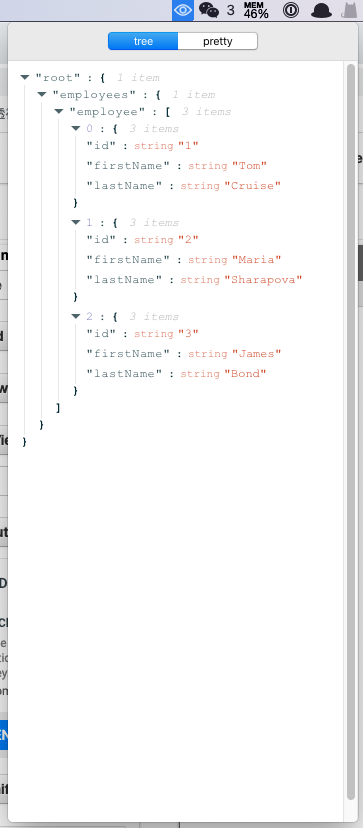 3
MEM
46%
tree
pretty
"root" : { 1 item
"employees" : { 1 item
"employee" : [ 3 items
0 : { 3 items
"id" : string "1"
"firstName" : string "Tom"
"lastName" : string "Cruise"
}
1 : { 3 items
"id" : string "2"
"firstName" : string "Maria"
"lastName" : string "Sharapova"
}
2 : { 3 items
"id" : string "3"
"firstName" : string "James"
"lastName" : string "Bond"
}
]
}
}